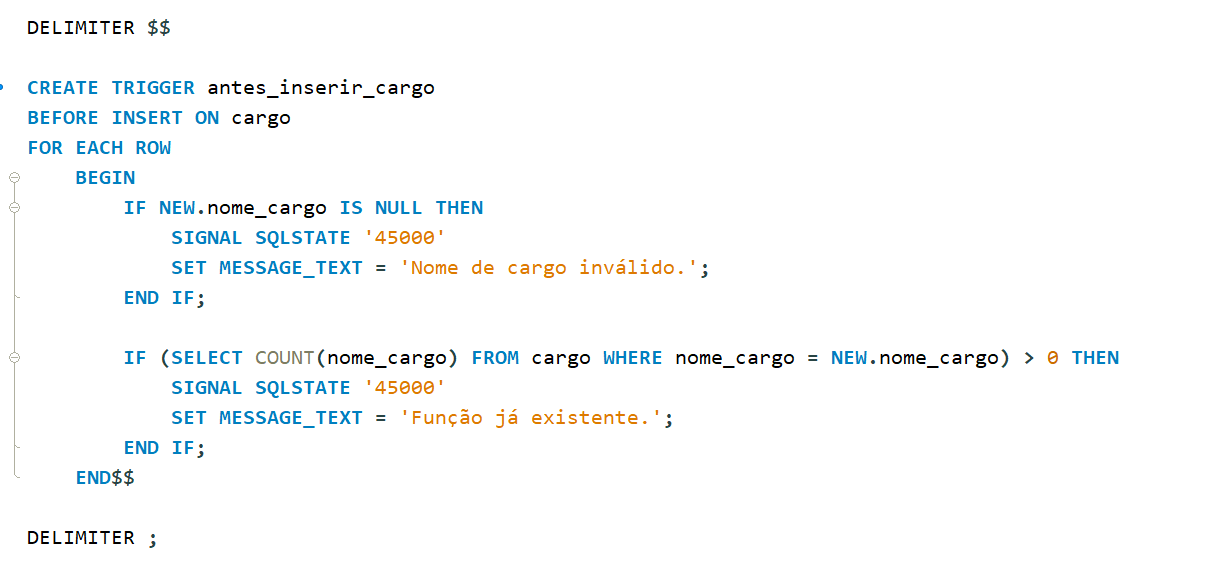 DELIMITER $$
CREATE TRIGGER antes_inserir_cargo
BEFORE INSERT ON cargo
FOR EACH ROW
BEGIN
IF NEW.nome_cargo IS NULL THEN
SIGNAL SQLSTATE '45000'
SET MESSAGE_TEXT = 'Nome de cargo inválido.';
END IF;
IF (SELECT COUNT(nome_cargo) FROM cargo WHERE nome_cargo = NEW.nome_cargo) > 0 THEN
SIGNAL SQLSTATE '45000'
SET MESSAGE_TEXT = 'Função já existente.';
END IF;
END$$
DELIMITER ;